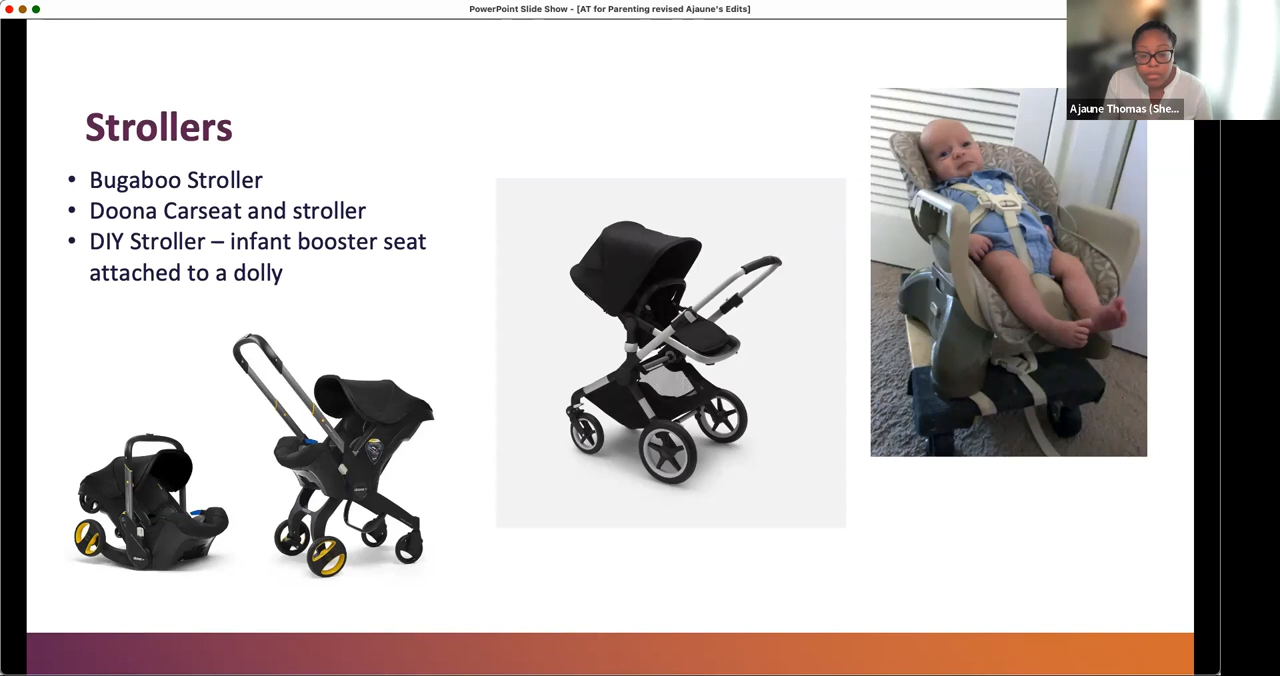 PowerPoint Slide Show - [AT for Parenting revised Ajaune's Edits]
Ajaune Thomas (She...
Strollers
• Bugaboo Stroller
• Doona Carseat and stroller
• DIY Stroller – infant booster seat
attached to a dolly